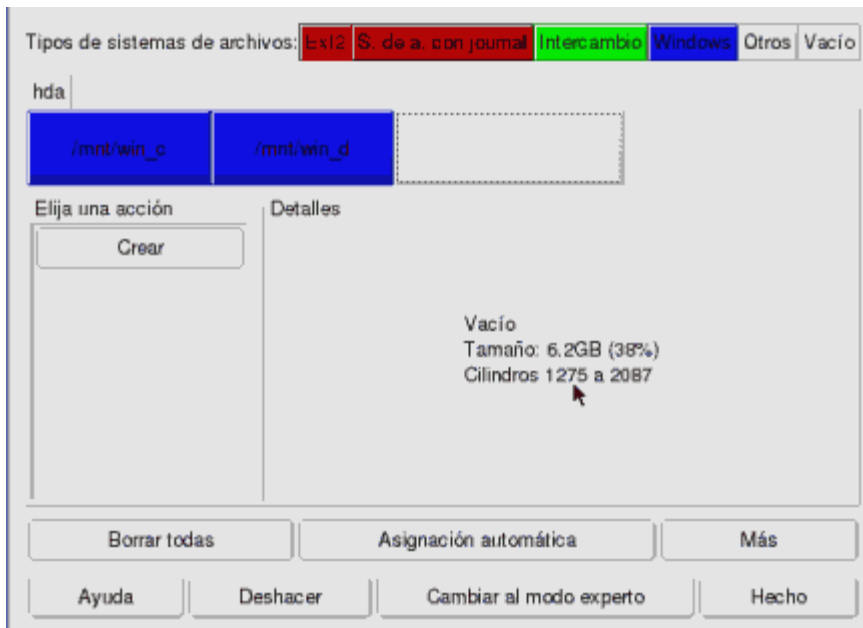 Tipos de sistemas de archivos: Ext2 S. de a. con journal Intercambio Windows Otros Vacío
hda
/mnt/win_c /mnt/win_d
Elija una acción Detalles
Crear
Vacío
Tamaño: 6.2GB (38%)
Cilindros 1275 a 2087
Borrar todas Asignación automática Más
Ayuda Deshacer Cambiar al modo experto Hecho